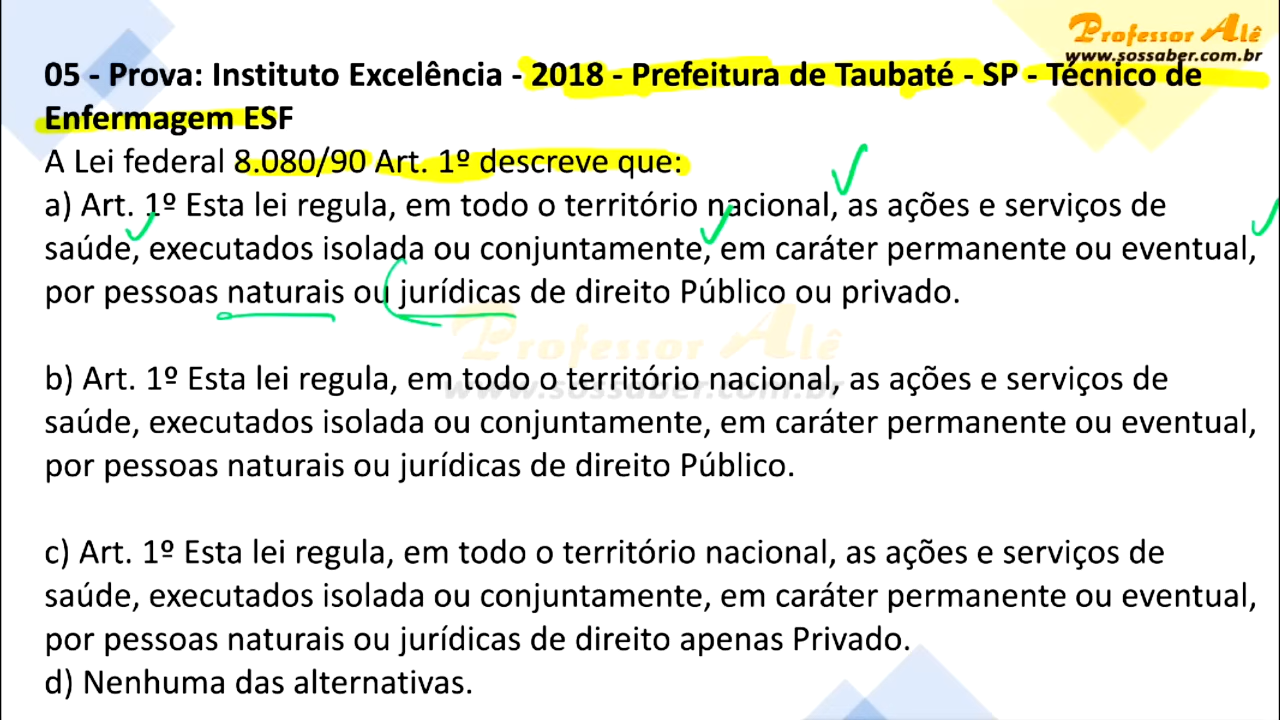 Professor Alê
www.sossaber.com.br
05 - Prova: Instituto Excelência - 2018 - Prefeitura de Taubaté - SP - Técnico de
Enfermagem ESF
A Lei federal 8.080/90 Art. 1º descreve que:
a) Art. 1º Esta lei regula, em todo o território nacional, as ações e serviços de
saúde, executados isolada ou conjuntamente, em caráter permanente ou eventual,
por pessoas naturais ou jurídicas de direito Público ou privado.
Professor Alê
b) Art. 1º Esta lei regula, em todo o território nacional, as ações e serviços de
www.sossaber.com.br
saúde, executados isolada ou conjuntamente, em caráter permanente ou eventual,
por pessoas naturais ou jurídicas de direito Público.
c) Art. 1º Esta lei regula, em todo o território nacional, as ações e serviços de
saúde, executados isolada ou conjuntamente, em caráter permanente ou eventual,
por pessoas naturais ou jurídicas de direito apenas Privado.
d) Nenhuma das alternativas.